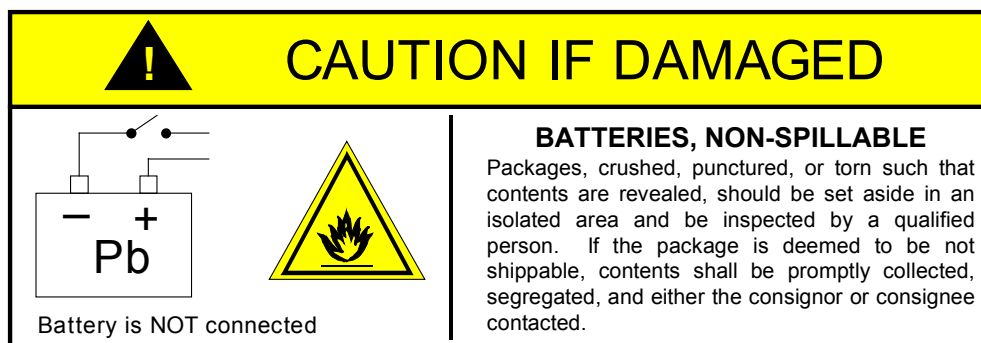 ! CAUTION IF DAMAGED
BATTERIES, NON-SPILLABLE
Packages, crushed, punctured, or torn such that
contents are revealed, should be set aside in an
isolated area and be inspected by a qualified
person. If the package is deemed to be not
shippable, contents shall be promptly collected,
segregated, and either the consignor or consignee
contacted.
− +
Pb
Battery is NOT connected